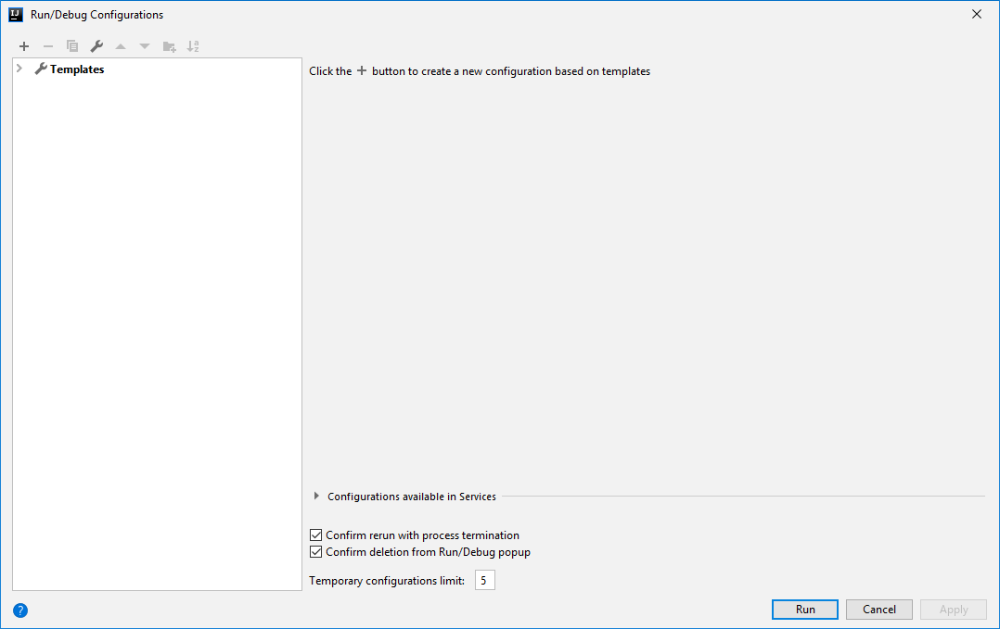 IJ
Run/Debug Configurations
Templates
Click the + button to create a new configuration based on templates
Configurations available in Services
Confirm rerun with process termination
Confirm deletion from Run/Debug popup
Temporary configurations limit: 5
?
Run Cancel Apply